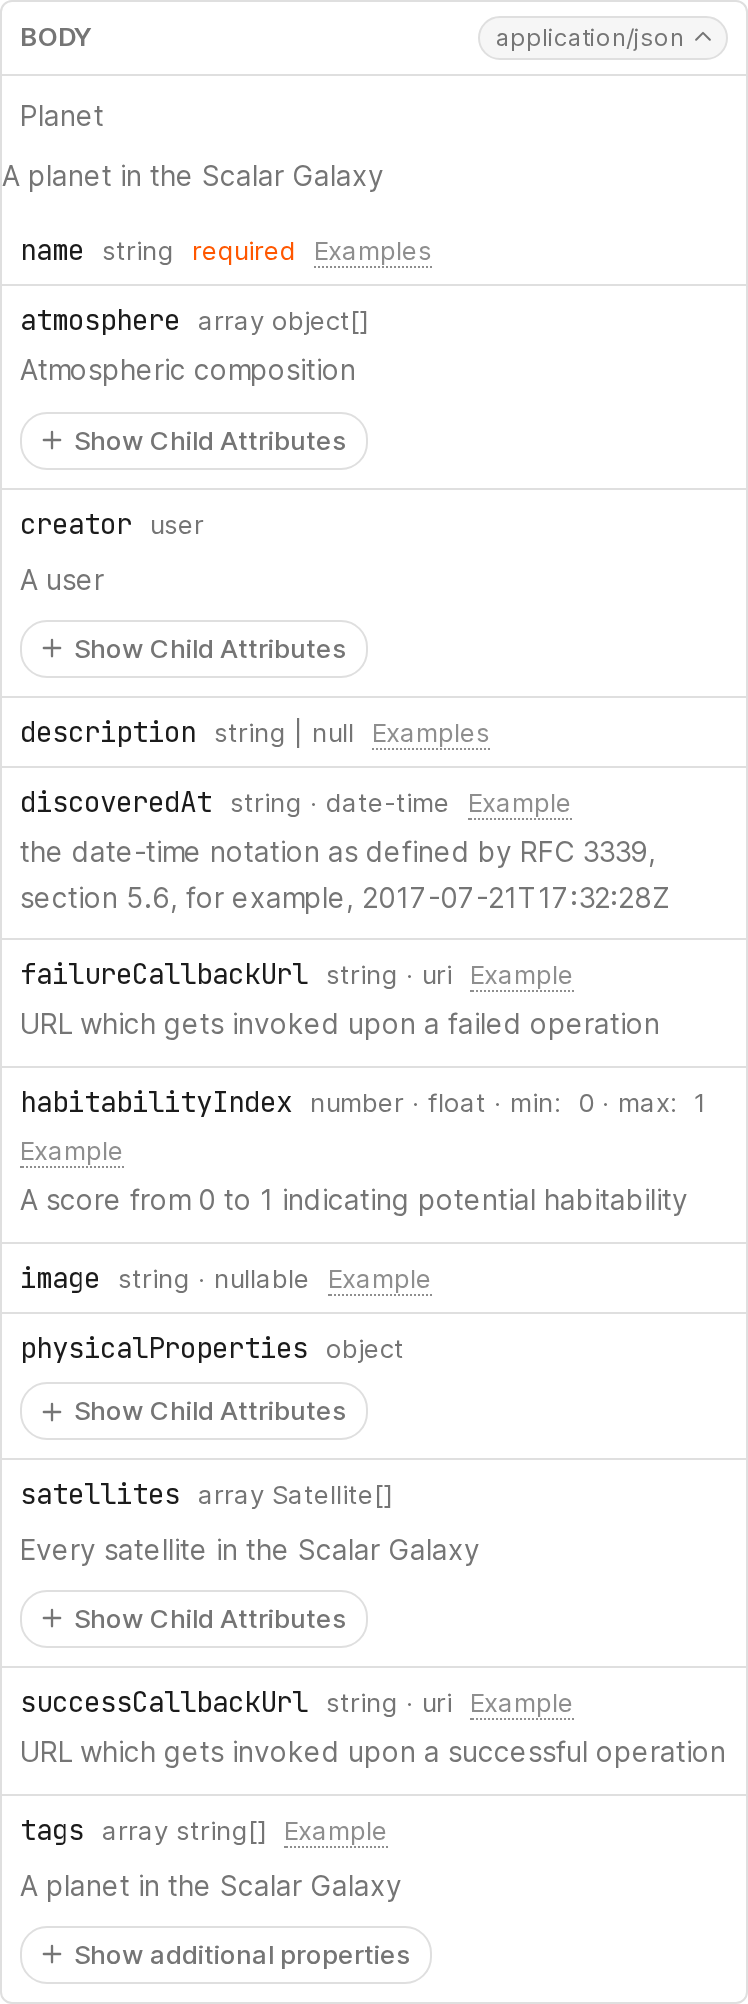 BODY application/json
Planet
A planet in the Scalar Galaxy
name string required Examples
atmosphere array object[]
Atmospheric composition
Show Child Attributes
creator user
A user
Show Child Attributes
description string | null Examples
discoveredAt string · date-time Example
the date-time notation as defined by RFC 3339,
section 5.6, for example, 2017-07-21T17:32:28Z
failureCallbackUrl string · uri Example
URL which gets invoked upon a failed operation
habitabilityIndex number · float · min: 0 · max: 1
Example
A score from 0 to 1 indicating potential habitability
image string · nullable Example
physicalProperties object
Show Child Attributes
satellites array Satellite[]
Every satellite in the Scalar Galaxy
Show Child Attributes
successCallbackUrl string · uri Example
URL which gets invoked upon a successful operation
tags array string[] Example
A planet in the Scalar Galaxy
Show additional properties